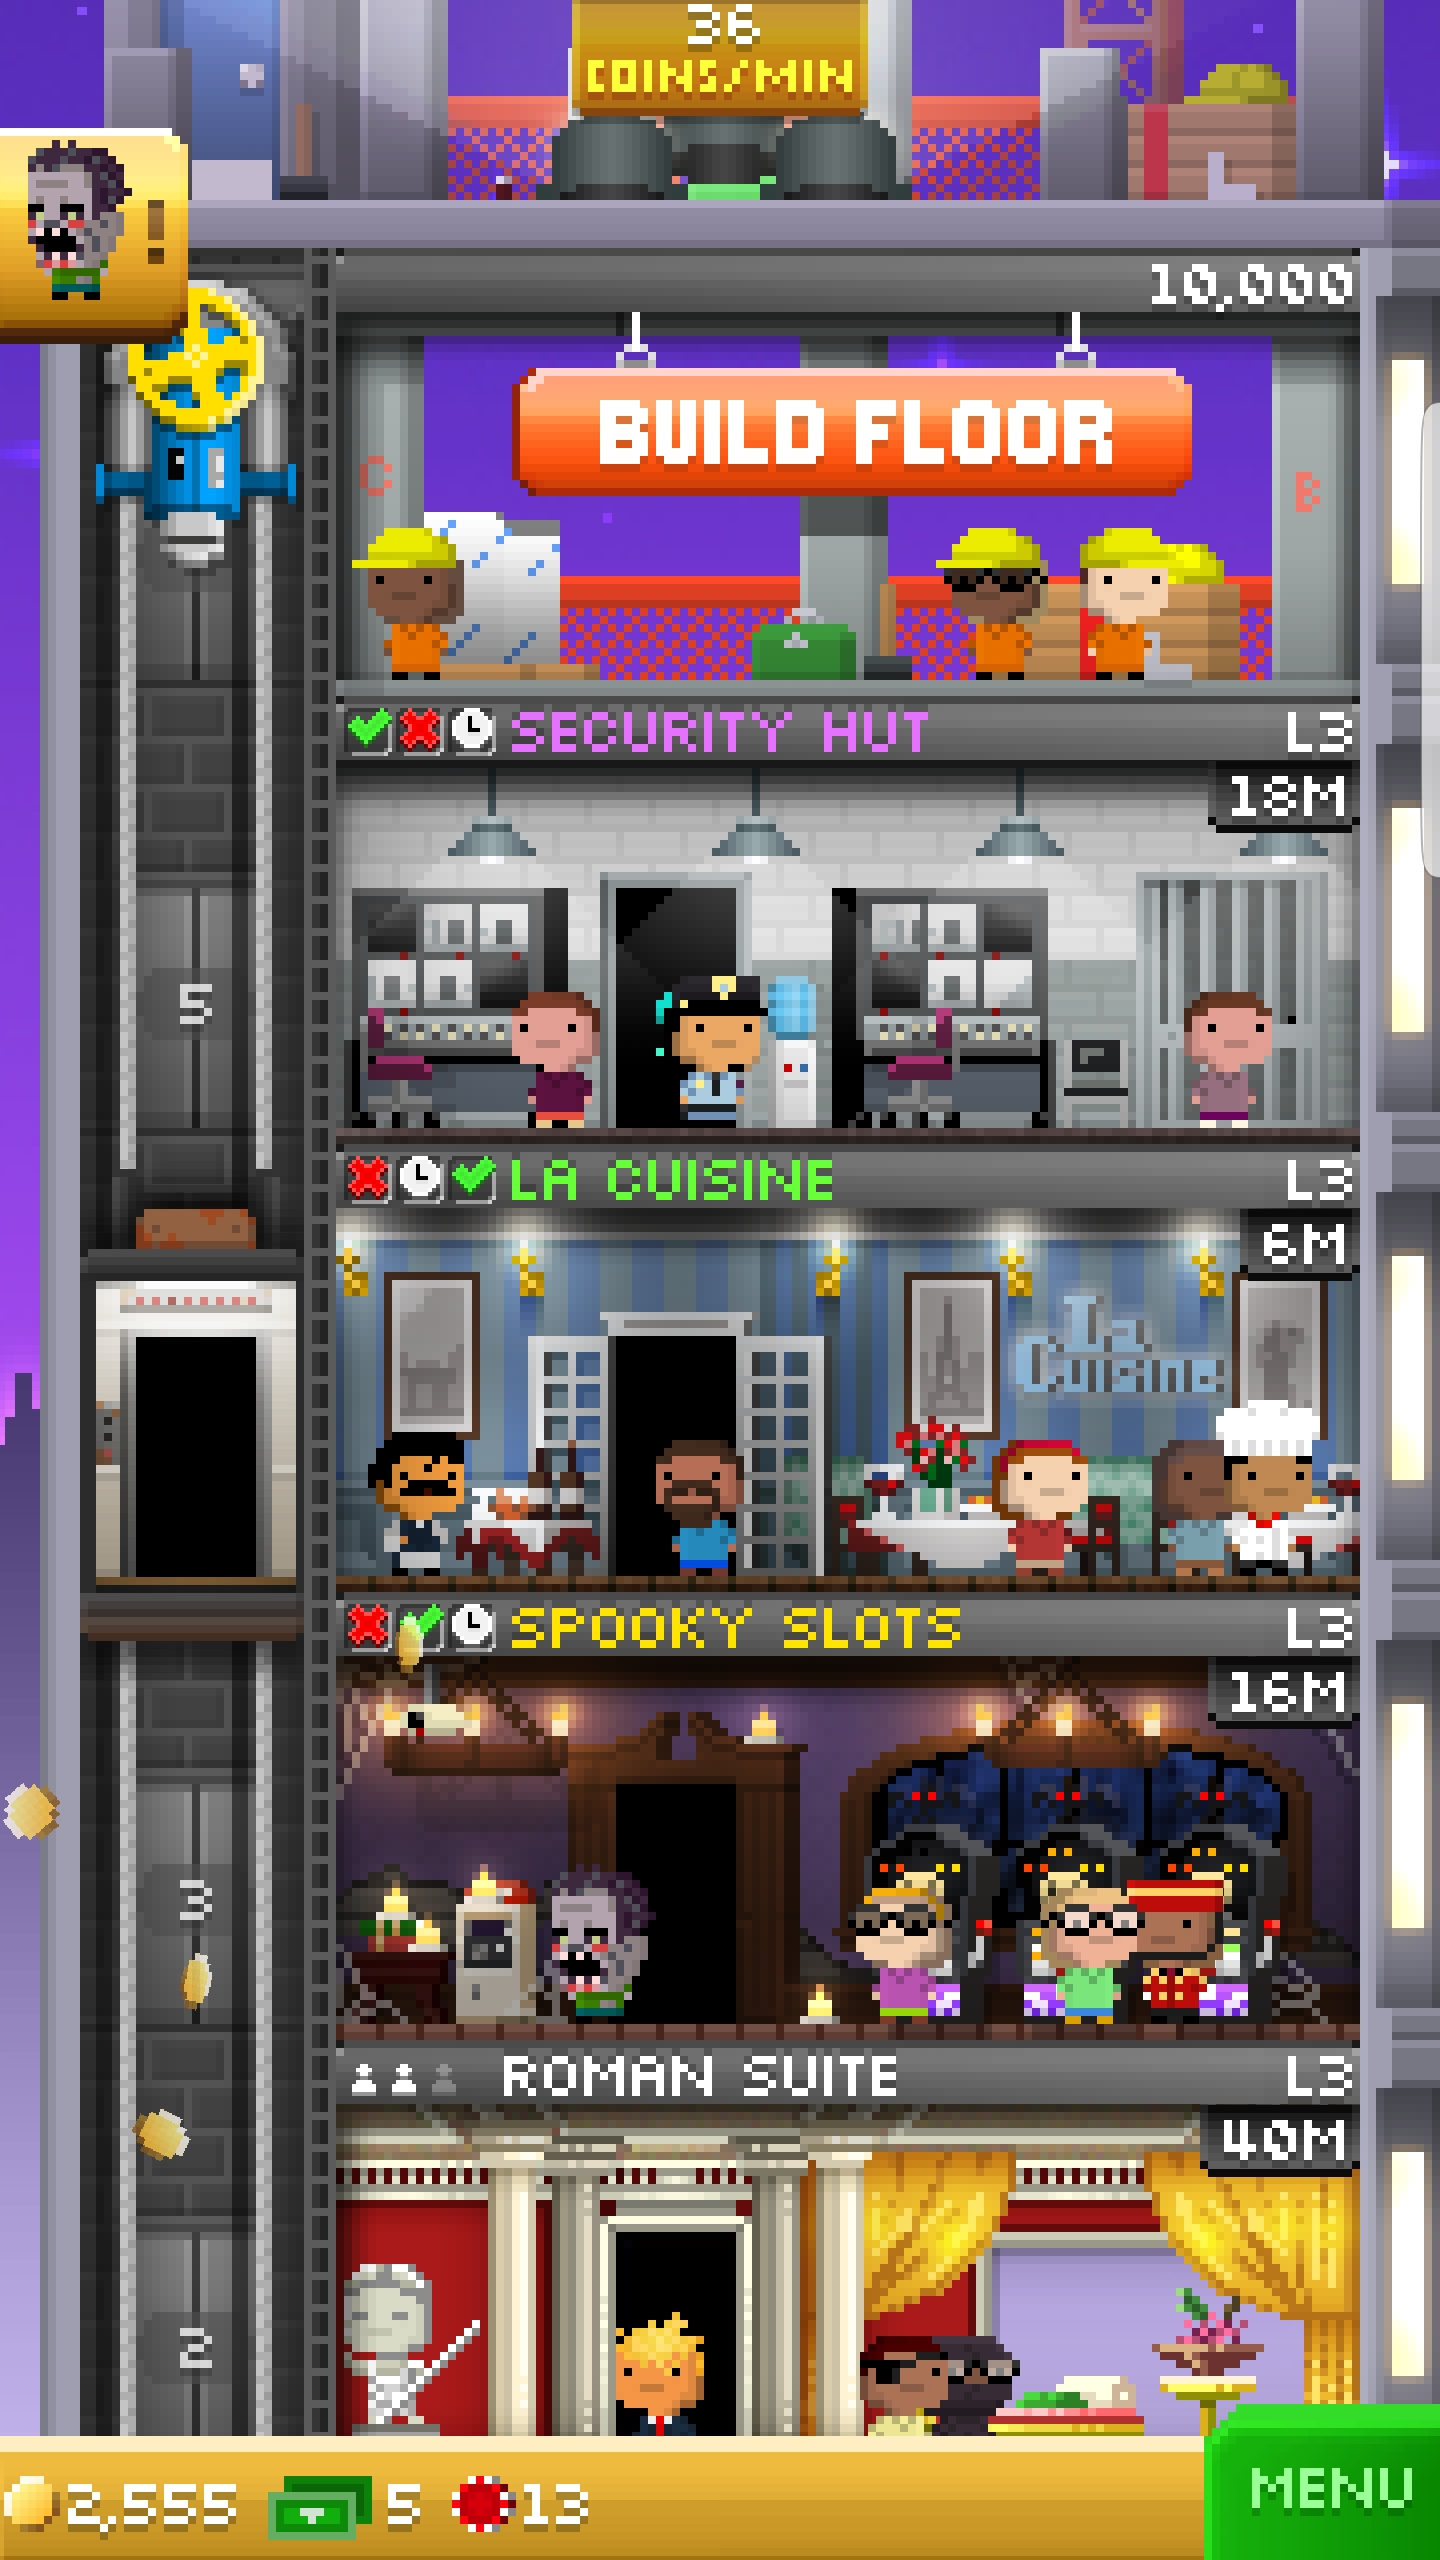 36
COINS/MIN
10,000
BUILD FLOOR
C
B
SECURITY HUT
L3
18M
5
LA CUISINE
L3
6M
La
Cuisine
SPOOKY SLOTS
L3
16M
3
ROMAN SUITE
L3
40M
2
2,555
5
13
MENU